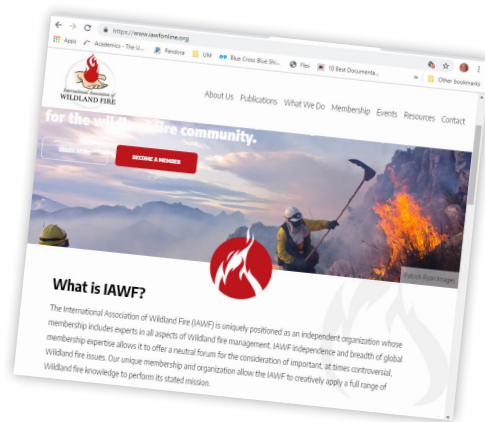 https://www.iawfonline.org
Apps Academics - The U... Pandora UM Blue Cross Blue Shi... Files 10 Best Documenta... » Other bookmarks
International Association of
WILDLAND FIRE
About Us Publications What We Do Membership Events Resources Contact
for the wildland fire community.
BECOME A MEMBER
Patrick Ryan Images
What is IAWF?
The International Association of Wildland Fire (IAWF) is uniquely positioned as an independent organization whose
membership includes experts in all aspects of Wildland fire management. IAWF independence and breadth of global
membership expertise allows it to offer a neutral forum for the consideration of important, at times controversial,
Wildland fire issues. Our unique membership and organization allow the IAWF to creatively apply a full range of
Wildland fire knowledge to perform its stated mission.